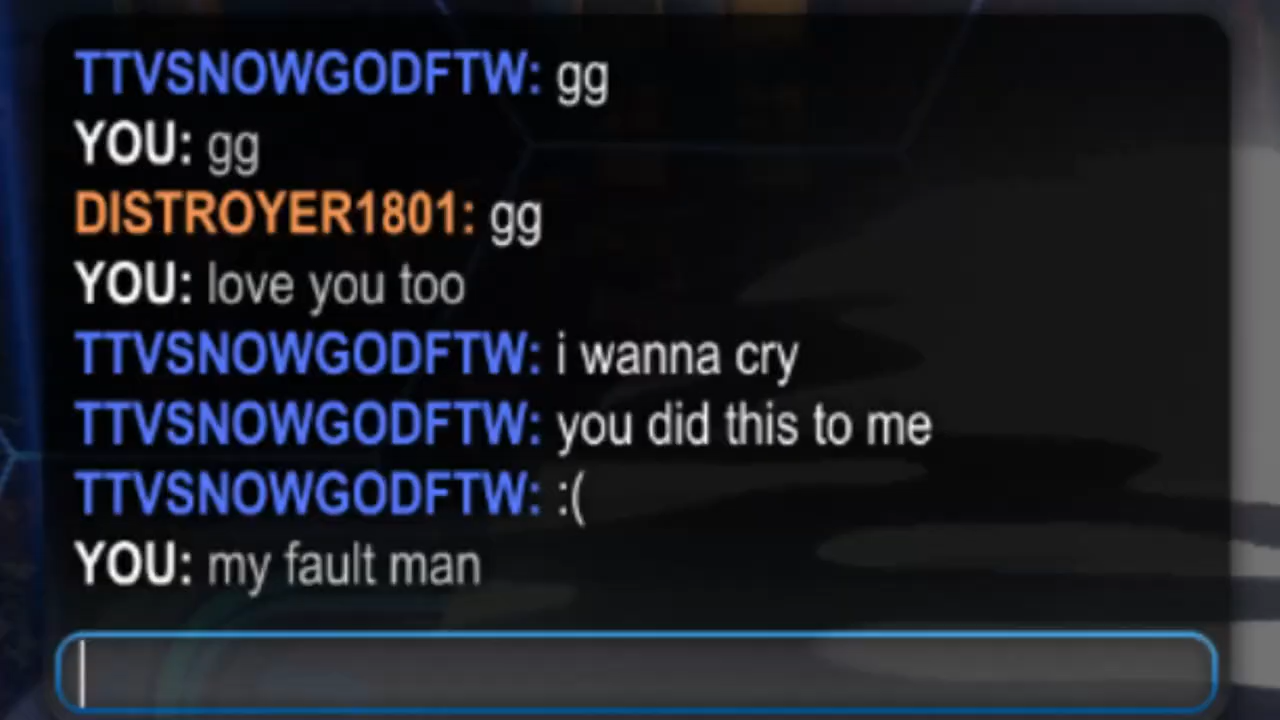 TTVSNOWGODFTW: gg
YOU: gg
DISTROYER1801: gg
YOU: love you too
TTVSNOWGODFTW: i wanna cry
TTVSNOWGODFTW: you did this to me
TTVSNOWGODFTW: :(
YOU: my fault man